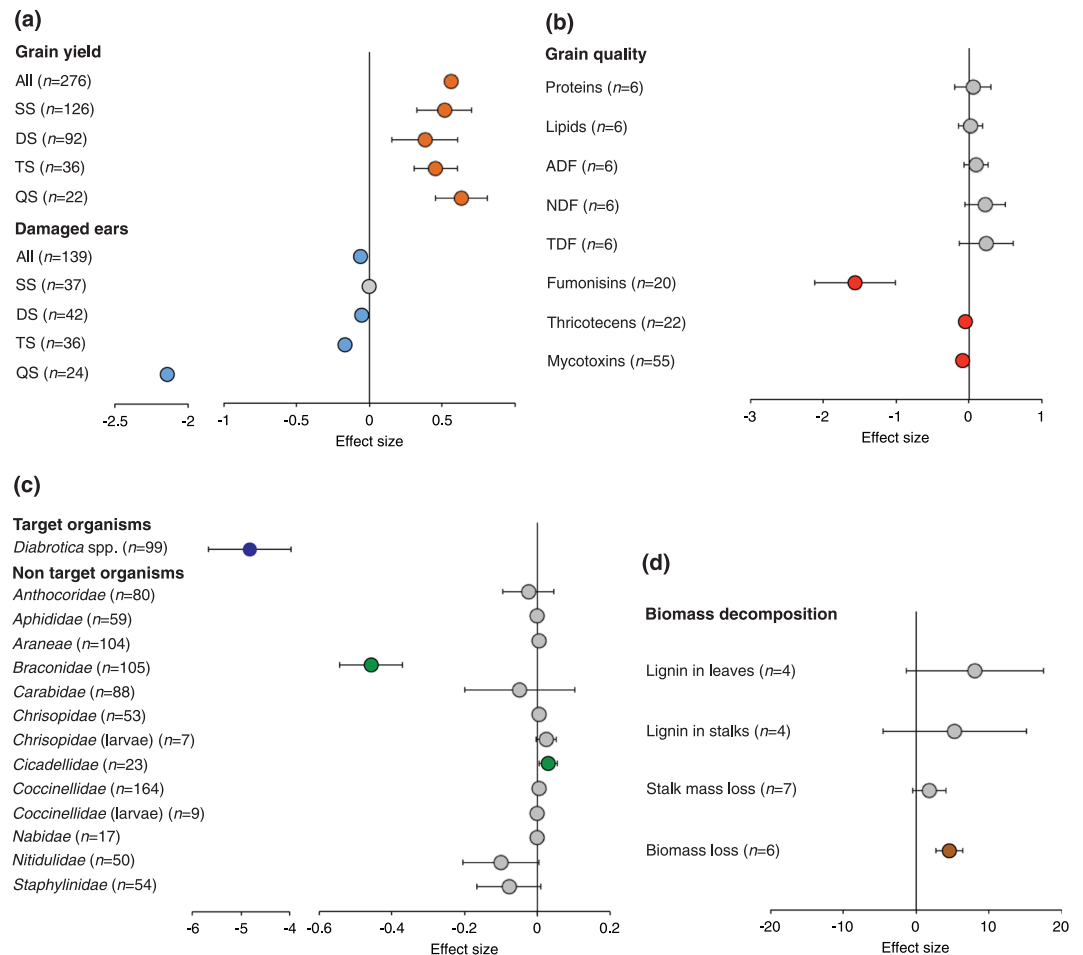 (a)
Grain yield
All (n=276)
SS (n=126)
DS (n=92)
TS (n=36)
QS (n=22)
Damaged ears
All (n=139)
SS (n=37)
DS (n=42)
TS (n=36)
QS (n=24)
-2.5 -2 -1 -0.5 0 0.5
Effect size
(b)
Grain quality
Proteins (n=6)
Lipids (n=6)
ADF (n=6)
NDF (n=6)
TDF (n=6)
Fumonisins (n=20)
Thricotecens (n=22)
Mycotoxins (n=55)
-3 -2 -1 0 1
Effect size
(c)
Target organisms
Diabrotica spp. (n=99)
Non target organisms
Anthocoridae (n=80)
Aphididae (n=59)
Araneae (n=104)
Braconidae (n=105)
Carabidae (n=88)
Chrisopidae (n=53)
Chrisopidae (larvae) (n=7)
Cicadellidae (n=23)
Coccinellidae (n=164)
Coccinellidae (larvae) (n=9)
Nabidae (n=17)
Nitidulidae (n=50)
Staphylinidae (n=54)
-6 -5 -4 -0.6 -0.4 -0.2 0 0.2
Effect size
(d)
Biomass decomposition
Lignin in leaves (n=4)
Lignin in stalks (n=4)
Stalk mass loss (n=7)
Biomass loss (n=6)
-20 -10 0 10 20
Effect size